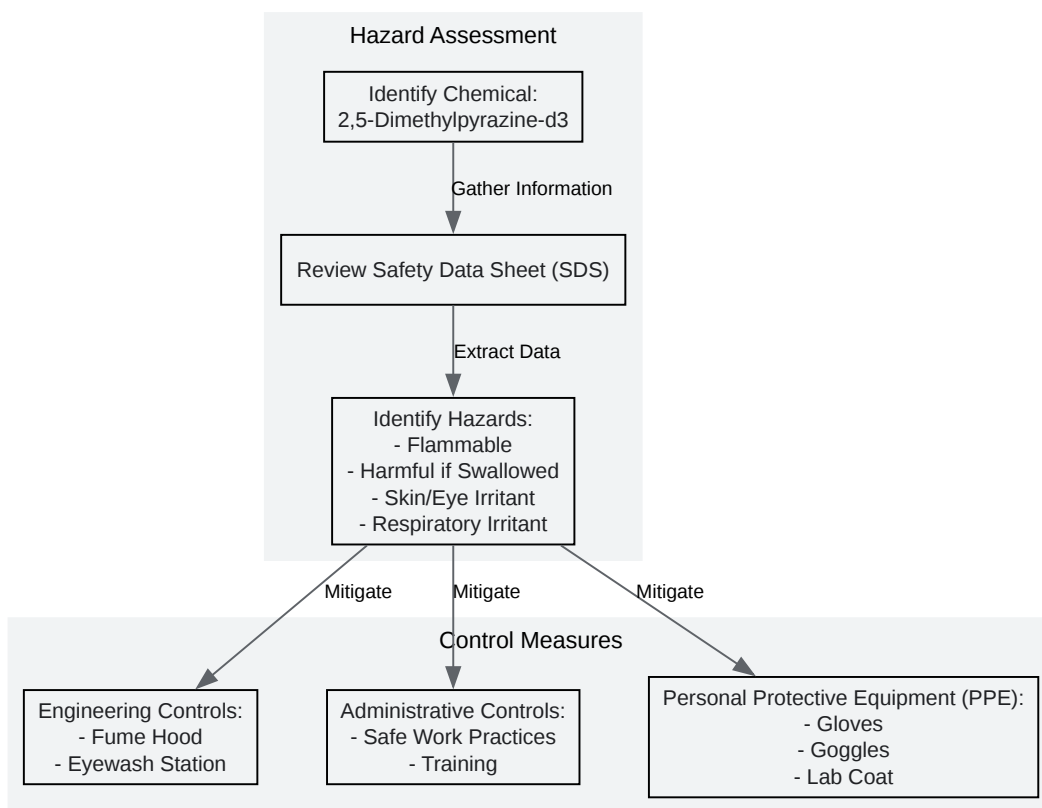 Hazard Assessment
Identify Chemical:
2,5-Dimethylpyrazine-d3
Gather Information
Review Safety Data Sheet (SDS)
Extract Data
Identify Hazards:
- Flammable
- Harmful if Swallowed
- Skin/Eye Irritant
- Respiratory Irritant
Mitigate
Mitigate
Mitigate
Control Measures
Engineering Controls:
- Fume Hood
- Eyewash Station
Administrative Controls:
- Safe Work Practices
- Training
Personal Protective Equipment (PPE):
- Gloves
- Goggles
- Lab Coat